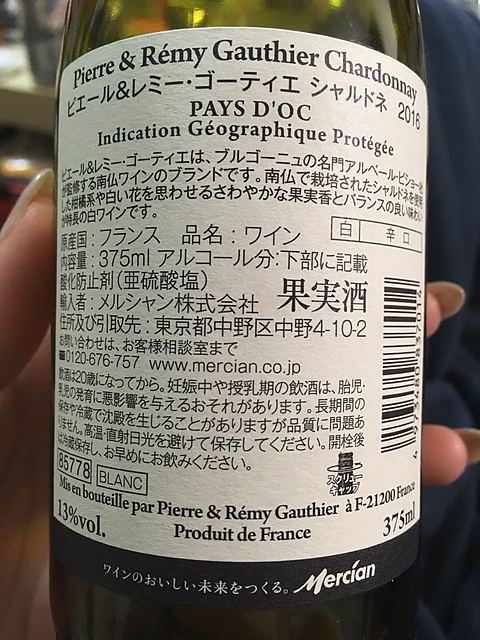 Pierre & Rémy Gauthier Chardonnay
ピエール&レミー・ゴーティエ シャルドネ 2016
PAYS D'OC
Indication Géographique Protégée
ピエール&レミー・ゴーティエは、ブルゴーニュの名門アルベール・ビショー社
が監修する南仏ワインのブランドです。南仏で栽培されたシャルドネを使用
した柑橘系や白い花を思わせるさわやかな果実香とバランスの良い味わい
が特長の白ワインです。
白 辛口
原産国:フランス 品名:ワイン
内容量:375ml アルコール分:下部に記載
酸化防止剤(亜硫酸塩) 果実酒
輸入者:メルシャン株式会社
住所及び引取先:東京都中野区中野4-10-2
お問い合わせは、お客様相談室まで
☎0120-676-757 www.mercian.co.jp
飲酒は20歳になってから。妊娠中や授乳期の飲酒は、胎児・
乳児の発育に悪影響を与えるおそれがあります。長期間の
保存や冷蔵で沈殿を生じることがありますが品質に問題あ
りません。高温・直射日光を避けて保存してください。開栓後
は冷蔵保存し、お早めにお飲みください。
85778 BLANC
スクリュー
キャップ
Mis en bouteille par Pierre & Rémy Gauthier à F-21200 France
13%vol. Produit de France 375ml
ワインのおいしい未来をつくる。 Mercian